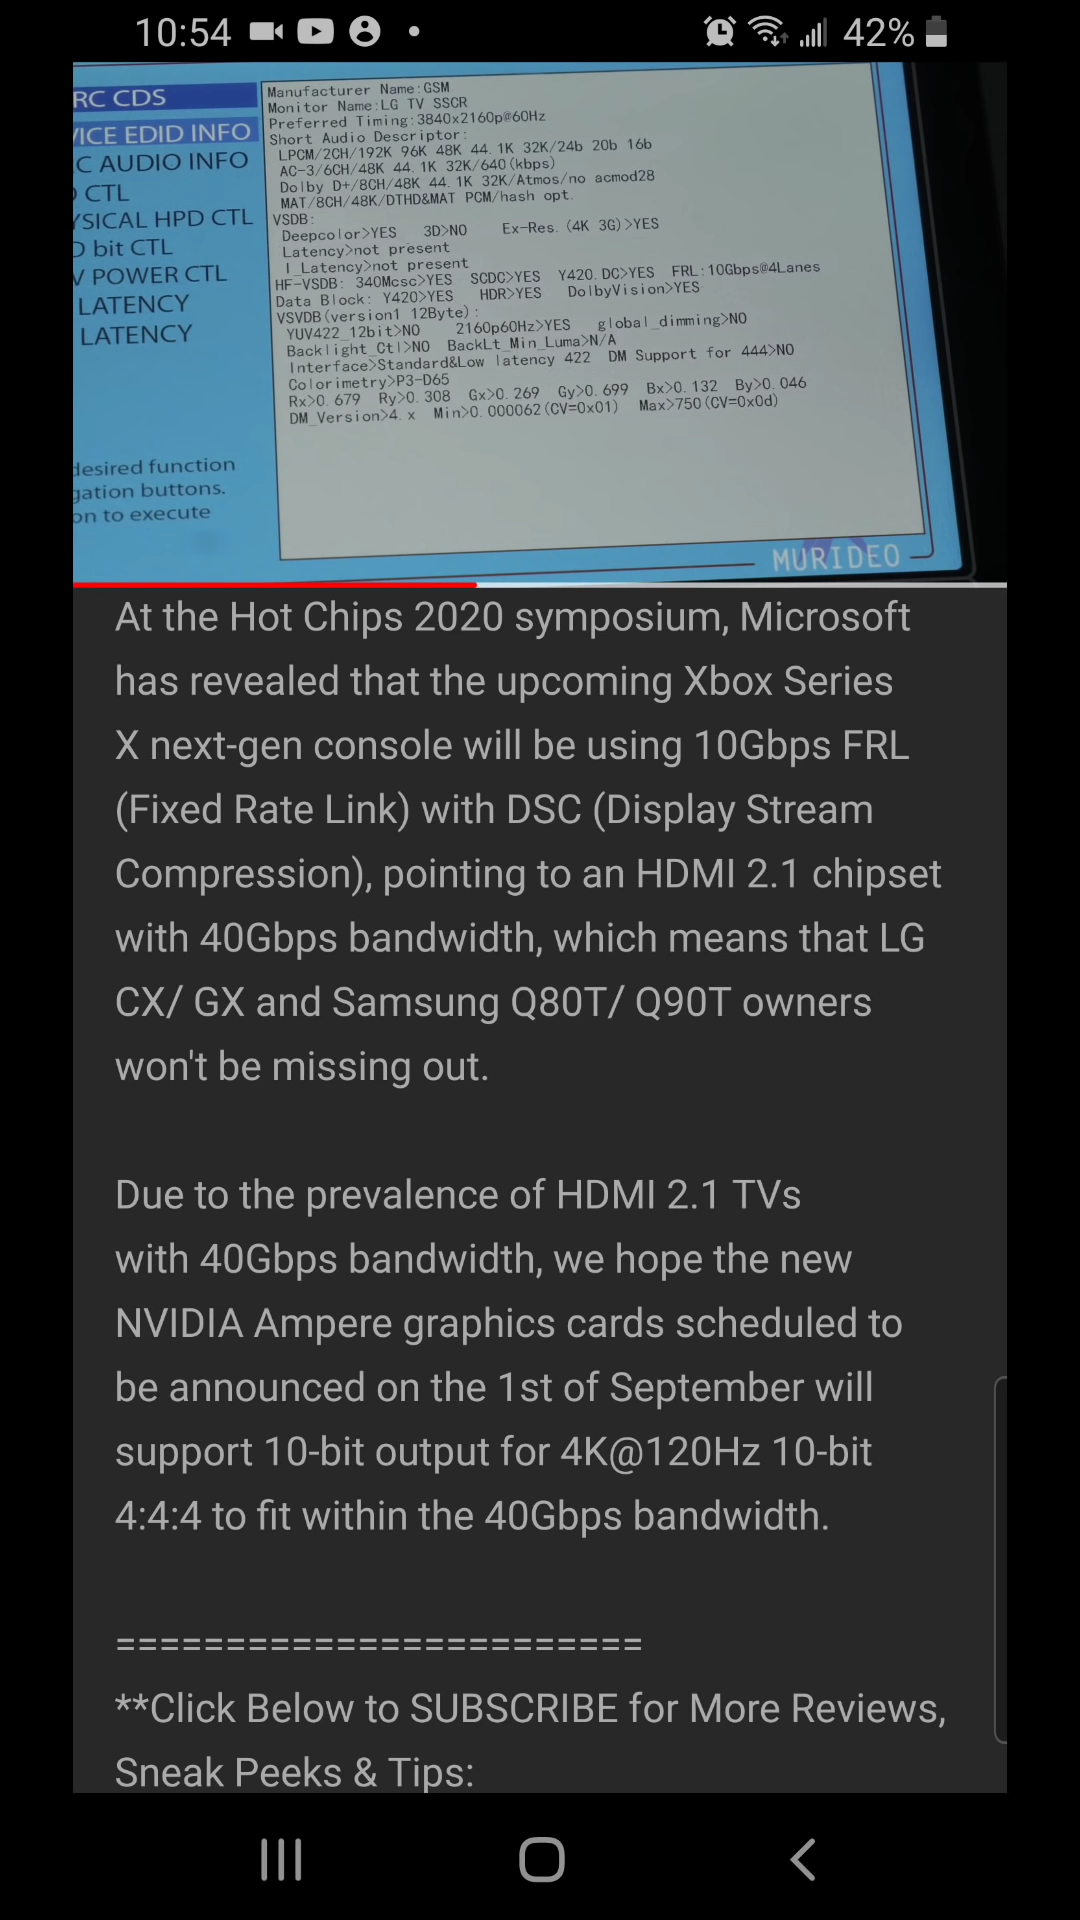 10:54
42%
RC CDS
VICE EDID INFO
C AUDIO INFO
CTL
YSICAL HPD CTL
D bit CTL
V POWER CTL
LATENCY
LATENCY
desired function
gation buttons.
on to execute
Manufacturer Name:GSM
Monitor Name:LG TV SSCR
Preferred Timing:3840x2160p@60Hz
Short Audio Descriptor:
LPCM/2CH/192K 96K 48K 44.1K 32K/24b 20b 16b
AC-3/6CH/48K 44.1K 32K/640(kbps)
Dolby D+/8CH/48K 44.1K 32K/Atmos/no acmod28
MAT/8CH/48K/DTHD&MAT PCM/hash opt.
VSDB:
Deepcolor>YES 3D>NO Ex-Res.(4K 3G)>YES
Latency>not present
I_Latency>not present
HF-VSDB: 340Mcsc>YES SCDC>YES Y420.DC>YES FRL:10Gbps@4Lanes
Data Block: Y420>YES HDR>YES DolbyVision>YES
VSVDB(version1 12Byte):
YUV422_12bit>NO 2160p60Hz>YES global_dimming>NO
Backlight_Ctl>NO BackLt_Min_Luma>N/A
Interface>Standard&Low latency 422 DM Support for 444>NO
Colorimetry>P3-D65
Rx>0.679 Ry>0.308 Gx>0.269 Gy>0.699 Bx>0.132 By>0.046
DM_Version>4.x Min>0.000062(CV=0x01) Max>750(CV=0x0d)
MURIDEO
At the Hot Chips 2020 symposium, Microsoft
has revealed that the upcoming Xbox Series
X next-gen console will be using 10Gbps FRL
(Fixed Rate Link) with DSC (Display Stream
Compression), pointing to an HDMI 2.1 chipset
with 40Gbps bandwidth, which means that LG
CX/ GX and Samsung Q80T/ Q90T owners
won't be missing out.
Due to the prevalence of HDMI 2.1 TVs
with 40Gbps bandwidth, we hope the new
NVIDIA Ampere graphics cards scheduled to
be announced on the 1st of September will
support 10-bit output for 4K@120Hz 10-bit
4:4:4 to fit within the 40Gbps bandwidth.
========================
**Click Below to SUBSCRIBE for More Reviews,
Sneak Peeks & Tips: